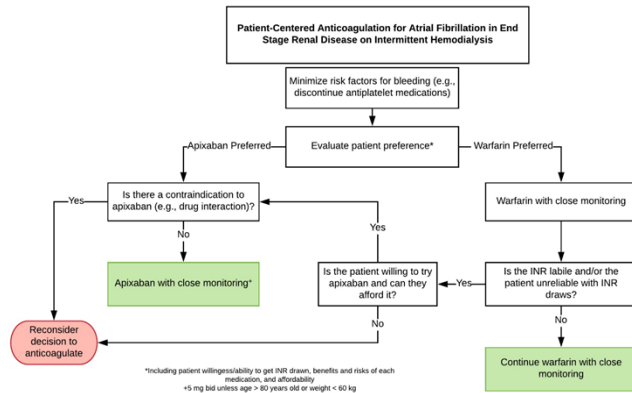 Patient-Centered Anticoagulation for Atrial Fibrillation in End
Stage Renal Disease on Intermittent Hemodialysis
Minimize risk factors for bleeding (e.g.,
discontinue antiplatelet medications)
Apixaban Preferred
Evaluate patient preference*
Warfarin Preferred
Yes
Is there a contraindication to
apixaban (e.g., drug interaction)?
Warfarin with close monitoring
Yes
No
Apixaban with close monitoring⁺
Is the patient willing to try
apixaban and can they
afford it?
Yes
Is the INR labile and/or the
patient unreliable with INR
draws?
No
No
Reconsider
decision to
anticoagulate
Continue warfarin with close
monitoring
*Including patient willingess/ability to get INR drawn, benefits and risks of each
medication, and affordability
+5 mg bid unless age > 80 years old or weight < 60 kg